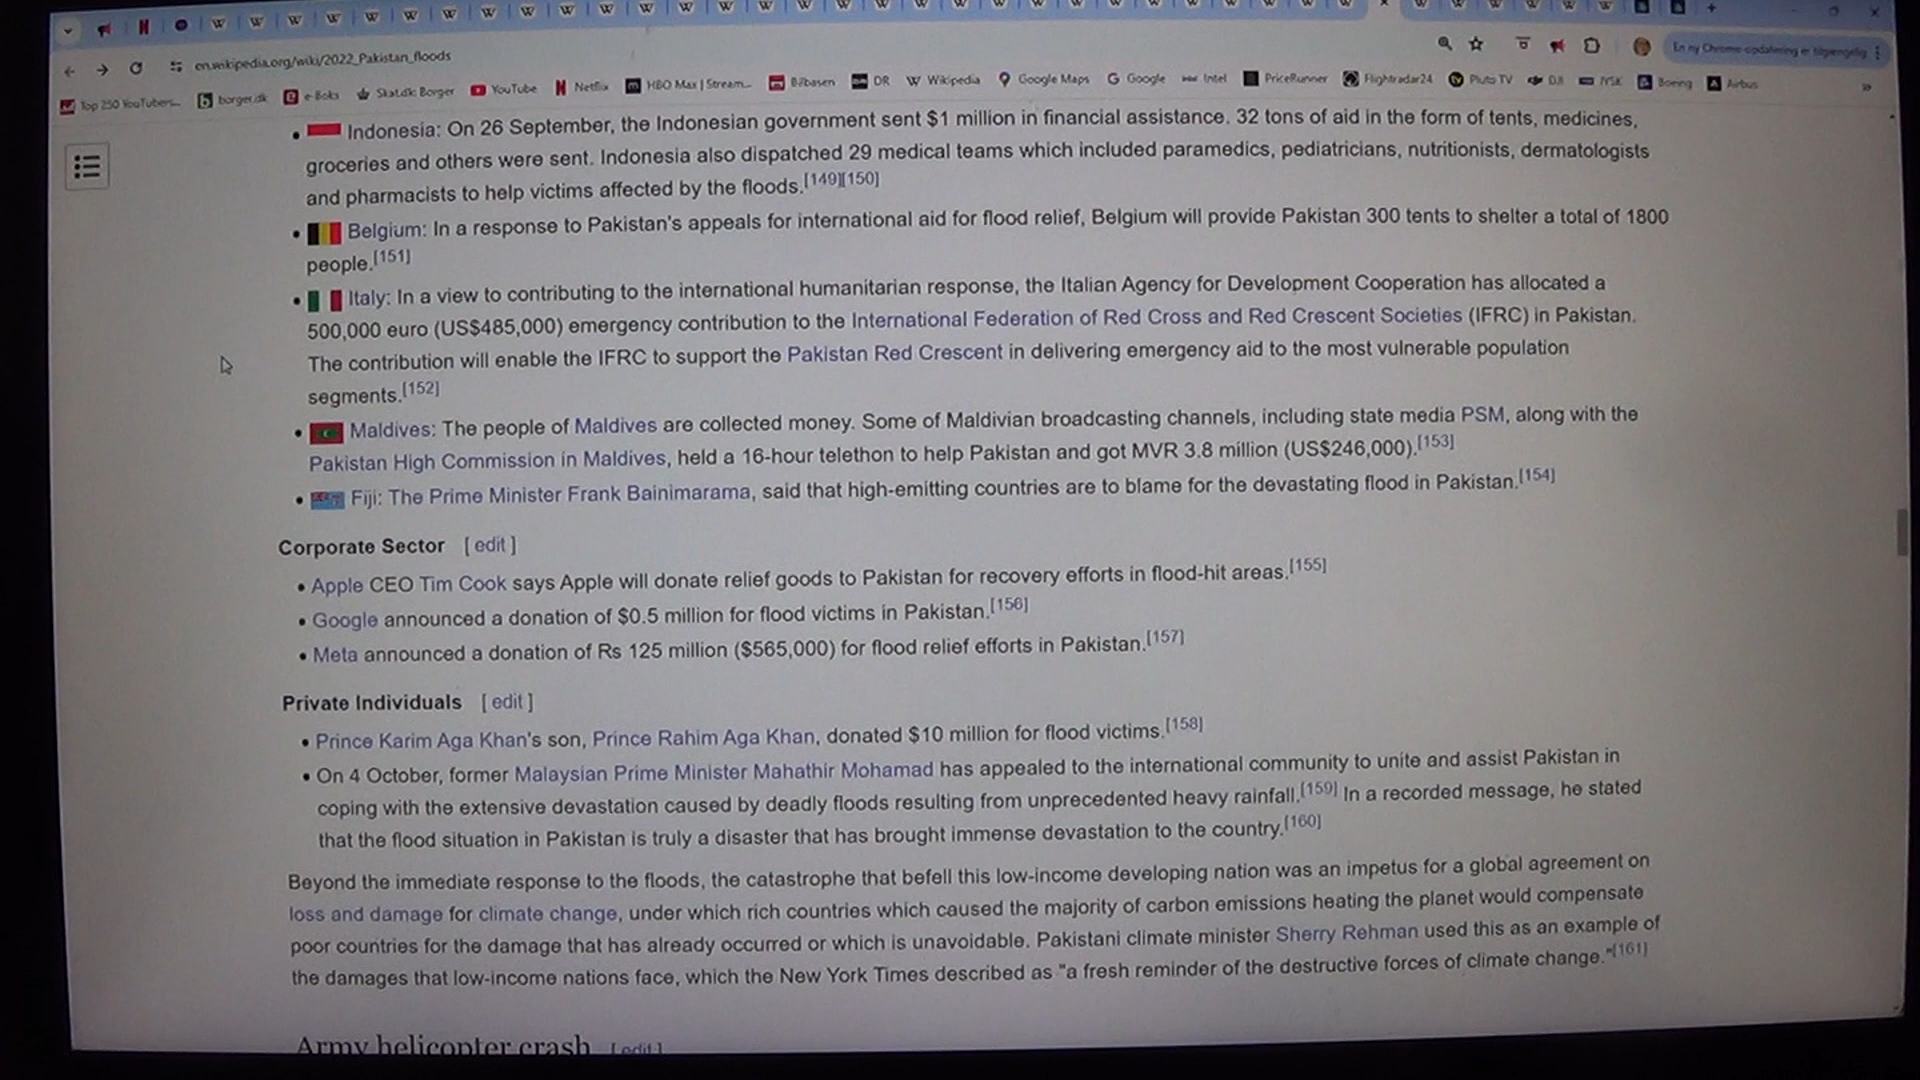 en.wikipedia.org/wiki/2022_Pakistan_floods
En ny Chrome-opdatering er tilgængelig
Top 250 YouTubers... borger.dk e-Boks Skat.dk: Borger YouTube Netflix HBO Max | Stream... Bilbasen DR Wikipedia Google Maps Google Intel PriceRunner Flightradar24 Pluto TV DJI JYSK Boeing Airbus
• Indonesia: On 26 September, the Indonesian government sent $1 million in financial assistance. 32 tons of aid in the form of tents, medicines,
groceries and others were sent. Indonesia also dispatched 29 medical teams which included paramedics, pediatricians, nutritionists, dermatologists
and pharmacists to help victims affected by the floods.[149][150]
• Belgium: In a response to Pakistan's appeals for international aid for flood relief, Belgium will provide Pakistan 300 tents to shelter a total of 1800
people.[151]
• Italy: In a view to contributing to the international humanitarian response, the Italian Agency for Development Cooperation has allocated a
500,000 euro (US$485,000) emergency contribution to the International Federation of Red Cross and Red Crescent Societies (IFRC) in Pakistan.
The contribution will enable the IFRC to support the Pakistan Red Crescent in delivering emergency aid to the most vulnerable population
segments.[152]
• Maldives: The people of Maldives are collected money. Some of Maldivian broadcasting channels, including state media PSM, along with the
Pakistan High Commission in Maldives, held a 16-hour telethon to help Pakistan and got MVR 3.8 million (US$246,000).[153]
• Fiji: The Prime Minister Frank Bainimarama, said that high-emitting countries are to blame for the devastating flood in Pakistan.[154]
Corporate Sector [ edit ]
• Apple CEO Tim Cook says Apple will donate relief goods to Pakistan for recovery efforts in flood-hit areas.[155]
• Google announced a donation of $0.5 million for flood victims in Pakistan.[156]
• Meta announced a donation of Rs 125 million ($565,000) for flood relief efforts in Pakistan.[157]
Private Individuals [ edit ]
• Prince Karim Aga Khan's son, Prince Rahim Aga Khan, donated $10 million for flood victims.[158]
• On 4 October, former Malaysian Prime Minister Mahathir Mohamad has appealed to the international community to unite and assist Pakistan in
coping with the extensive devastation caused by deadly floods resulting from unprecedented heavy rainfall.[159] In a recorded message, he stated
that the flood situation in Pakistan is truly a disaster that has brought immense devastation to the country.[160]
Beyond the immediate response to the floods, the catastrophe that befell this low-income developing nation was an impetus for a global agreement on
loss and damage for climate change, under which rich countries which caused the majority of carbon emissions heating the planet would compensate
poor countries for the damage that has already occurred or which is unavoidable. Pakistani climate minister Sherry Rehman used this as an example of
the damages that low-income nations face, which the New York Times described as "a fresh reminder of the destructive forces of climate change."[161]
Army helicopter crash [ edit ]